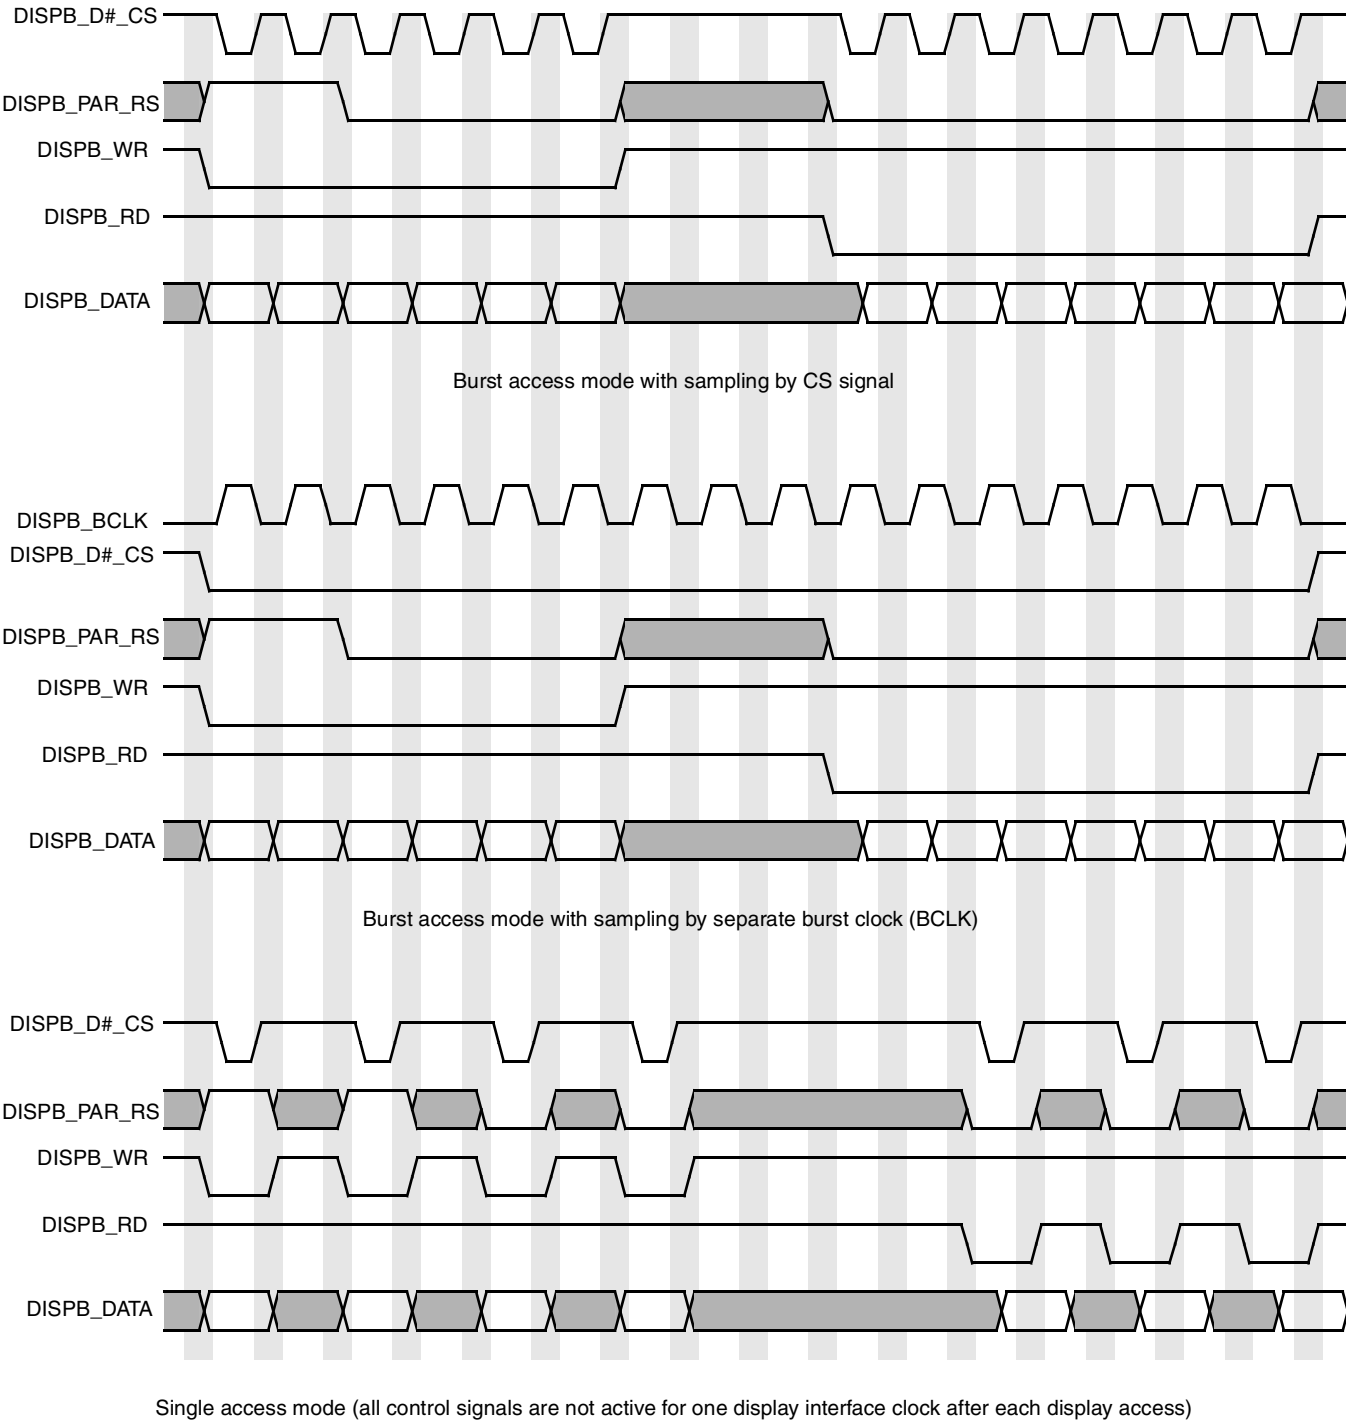 DISPB_D#_CS
DISPB_PAR_RS
DISPB_WR
DISPB_RD
DISPB_DATA
Burst access mode with sampling by CS signal
DISPB_BCLK
DISPB_D#_CS
DISPB_PAR_RS
DISPB_WR
DISPB_RD
DISPB_DATA
Burst access mode with sampling by separate burst clock (BCLK)
DISPB_D#_CS
DISPB_PAR_RS
DISPB_WR
DISPB_RD
DISPB_DATA
Single access mode (all control signals are not active for one display interface clock after each display access)